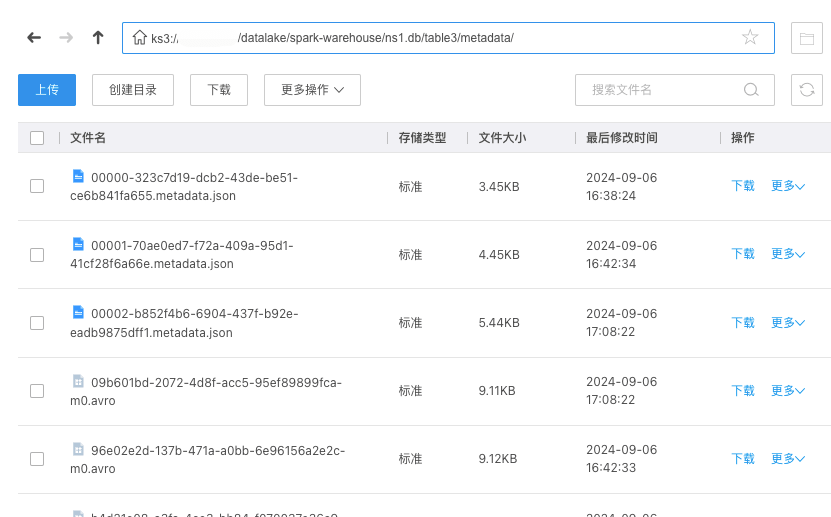 ks3:/ /datalake/spark-warehouse/ns1.db/table3/metadata/
上传 创建目录 下载 更多操作 搜索文件名
文件名 存储类型 文件大小 最后修改时间 操作
00000-323c7d19-dcb2-43de-be51-
ce6b841fa655.metadata.json
标准
3.45KB
2024-09-06
16:38:24
下载 更多
00001-70ae0ed7-f72a-409a-95d1-
41cf28f6a66e.metadata.json
标准
4.45KB
2024-09-06
16:42:34
下载 更多
00002-b852f4b6-6904-437f-b92e-
eadb9875dff1.metadata.json
标准
5.44KB
2024-09-06
17:08:22
下载 更多
09b601bd-2072-4d8f-acc5-95ef89899fca-
m0.avro
标准
9.11KB
2024-09-06
17:08:22
下载 更多
96e02e2d-137b-471a-a0bb-6e96156a2e2c-
m0.avro
标准
9.12KB
2024-09-06
16:42:33
下载 更多
2024-09-06